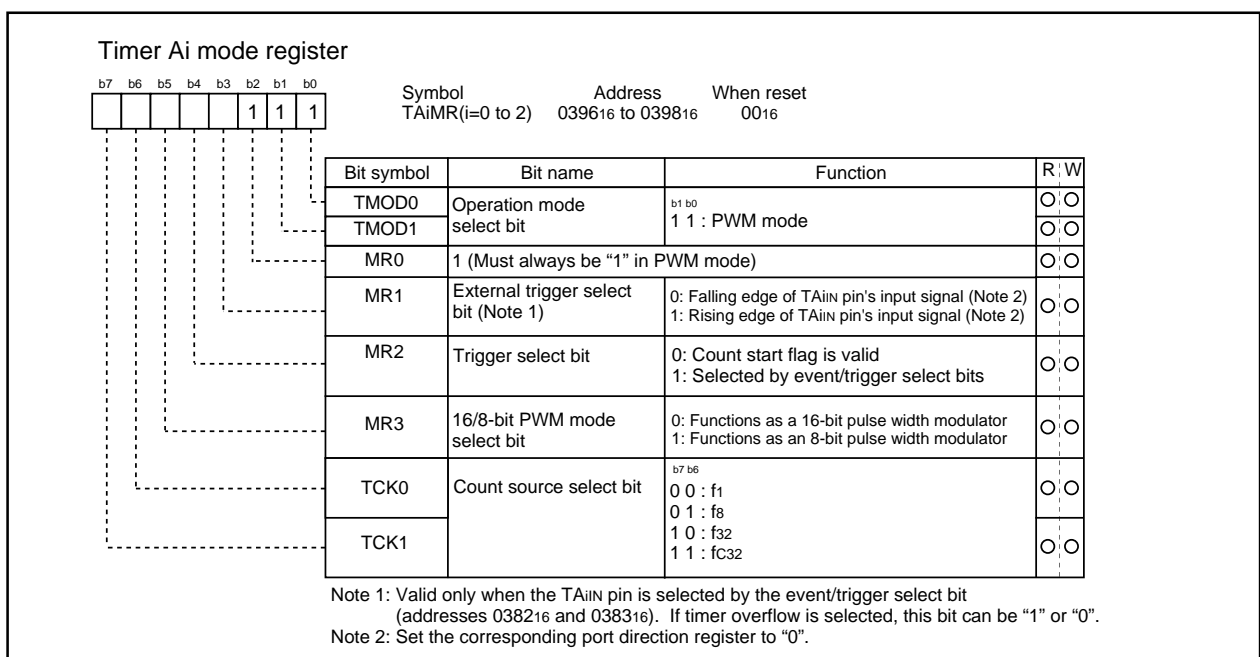 Timer Ai mode register
b7 b6 b5 b4 b3 b2 b1 b0
1 1 1
Symbol Address When reset
TAiMR(i=0 to 2) 039616 to 039816 0016
Bit symbol Bit name Function R W
TMOD0
TMOD1
Operation mode
select bit
b1 b0
1 1 : PWM mode
MR0 1 (Must always be “1” in PWM mode)
MR1 External trigger select
bit (Note 1)
0: Falling edge of TAiIN pin's input signal (Note 2)
1: Rising edge of TAiIN pin's input signal (Note 2)
MR2 Trigger select bit
0: Count start flag is valid
1: Selected by event/trigger select bits
MR3 16/8-bit PWM mode
select bit
0: Functions as a 16-bit pulse width modulator
1: Functions as an 8-bit pulse width modulator
TCK0
TCK1
Count source select bit
b7 b6
0 0 : f1
0 1 : f8
1 0 : f32
1 1 : fC32
Note 1: Valid only when the TAiIN pin is selected by the event/trigger select bit
(addresses 038216 and 038316). If timer overflow is selected, this bit can be “1” or “0”.
Note 2: Set the corresponding port direction register to “0”.